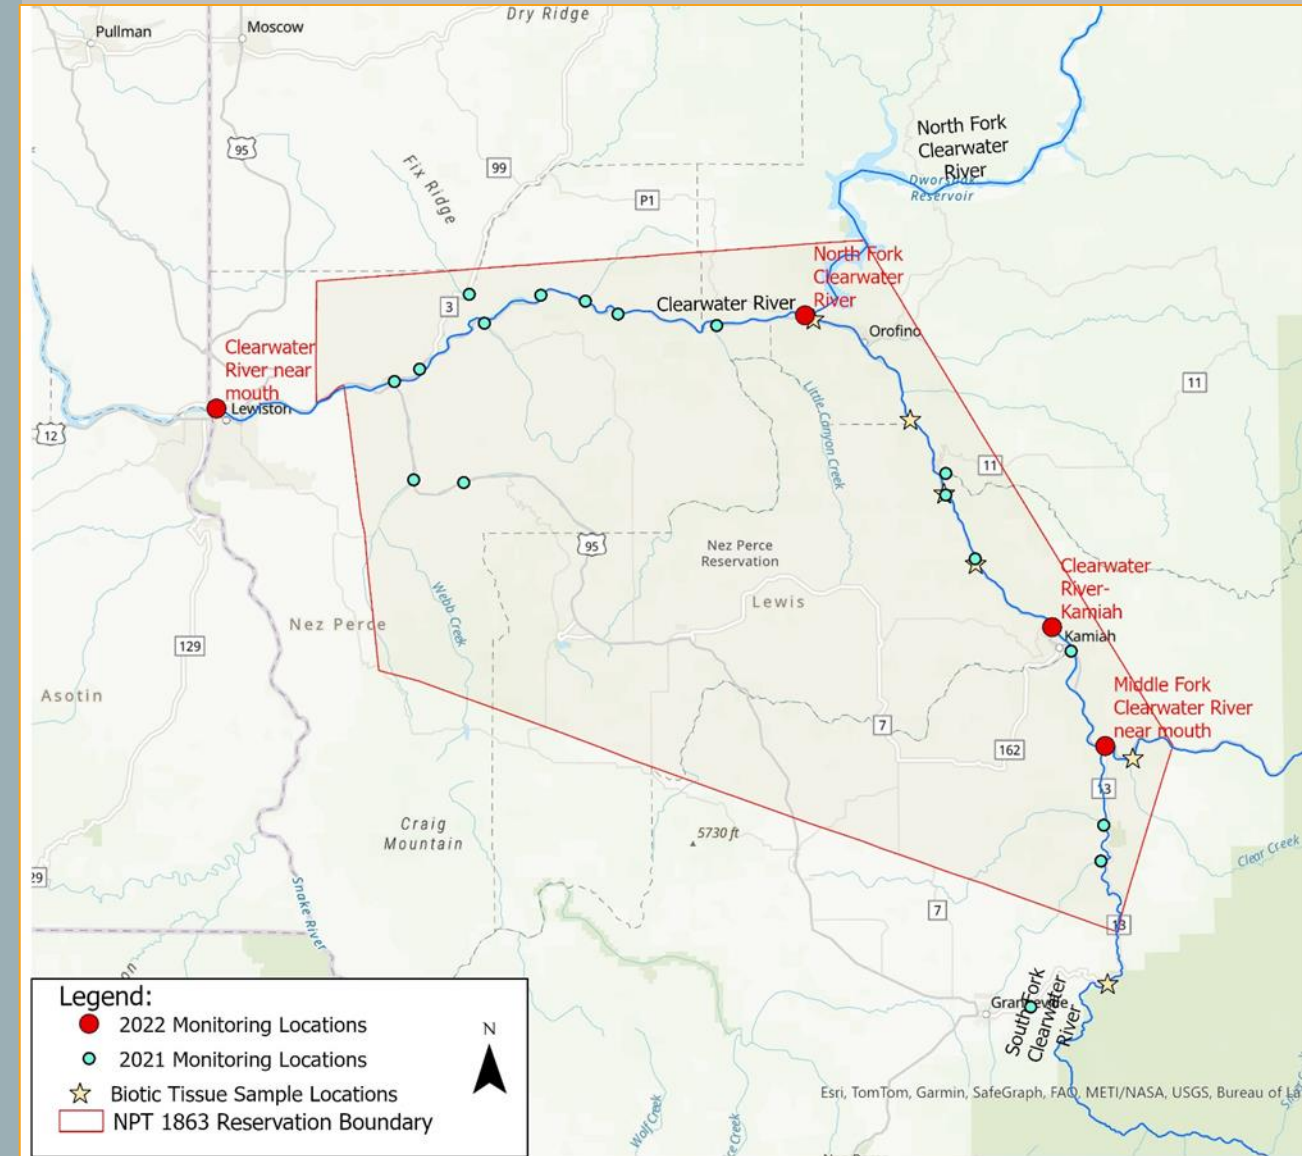 Dry Ridge
Pullman
Moscow
North Fork
Clearwater
River
Dworshak
Reservoir
95
99
Fix Ridge
P1
North Fork
Clearwater
River
3
Clearwater River
Orofino
Clearwater
River near
mouth
Lewiston
12
11
Little Canyon Creek
11
95
Nez Perce
Reservation
Clearwater
River-
Kamiah
Kamiah
Lewis
Webb Creek
Nez Perce
129
Asotin
Middle Fork
Clearwater River
near mouth
7
162
13
Craig
Mountain
5730 ft
Clear Creek
29
Snake River
7
13
on
Grangeville
South Fork
Clearwater
River
Legend:
2022 Monitoring Locations
2021 Monitoring Locations
Biotic Tissue Sample Locations
NPT 1863 Reservation Boundary
N
Esri, TomTom, Garmin, SafeGraph, FAO, METI/NASA, USGS, Bureau of La
Wolf Creek
ce Creek